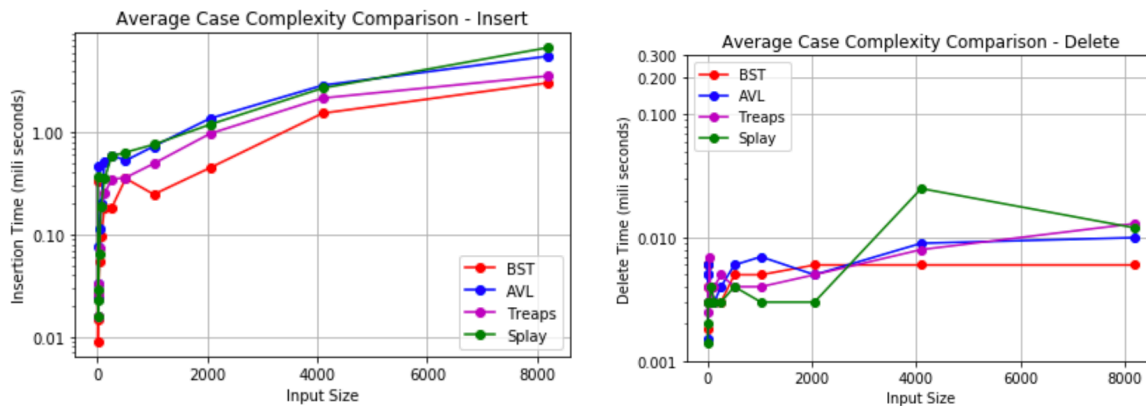 Average Case Complexity Comparison - Insert
Insertion Time (mili seconds)
1.00
0.10
0.01
BST
AVL
Treaps
Splay
0
2000
4000
6000
8000
Input Size
Average Case Complexity Comparison - Delete
Delete Time (mili seconds)
0.300
0.200
0.100
0.010
0.001
BST
AVL
Treaps
Splay
0
2000
4000
6000
8000
Input Size